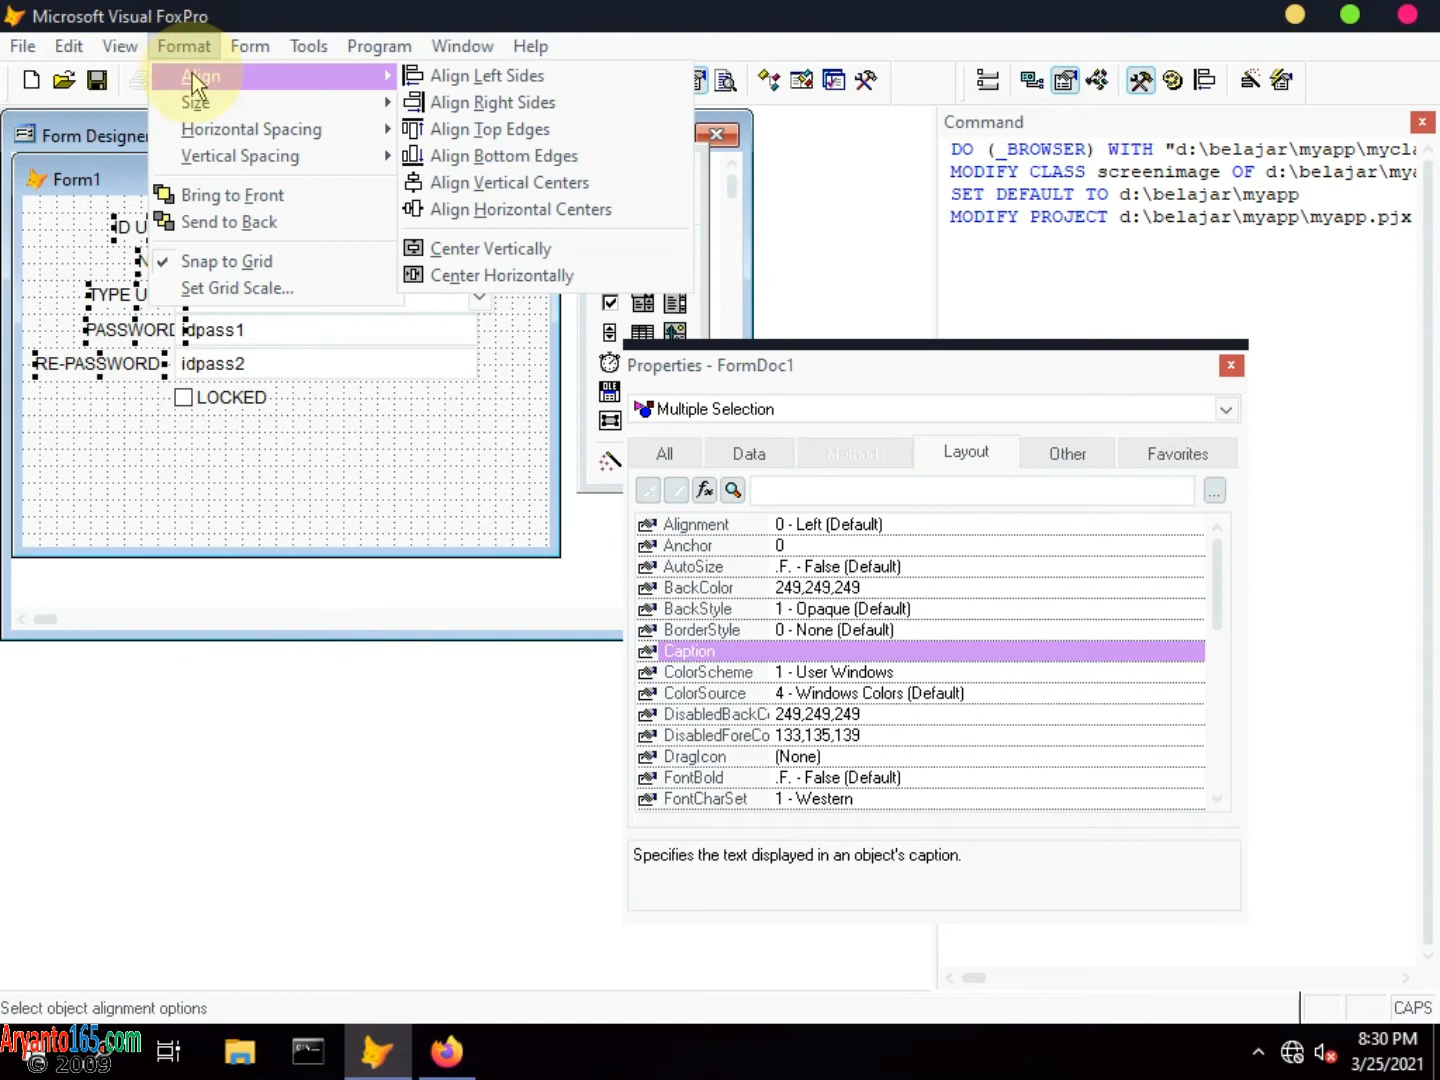 Microsoft Visual FoxPro
File Edit View Format Form Tools Program Window Help
Align
Size
Horizontal Spacing
Vertical Spacing
Bring to Front
Send to Back
Snap to Grid
Set Grid Scale...
Align Left Sides
Align Right Sides
Align Top Edges
Align Bottom Edges
Align Vertical Centers
Align Horizontal Centers
Center Vertically
Center Horizontally
Form Designer
Form1
ID U
N
TYPE U
PASSWORD idpass1
RE-PASSWORD idpass2
LOCKED
OLE
Command
DO (_BROWSER) WITH "d:\belajar\myapp\mycla
MODIFY CLASS screenimage OF d:\belajar\my
SET DEFAULT TO d:\belajar\myapp
MODIFY PROJECT d:\belajar\myapp\myapp.pjx
Properties - FormDoc1
Multiple Selection
All Data Methods Layout Other Favorites
fx
...
Alignment 0 - Left (Default)
Anchor 0
AutoSize .F. - False (Default)
BackColor 249,249,249
BackStyle 1 - Opaque (Default)
BorderStyle 0 - None (Default)
Caption
ColorScheme 1 - User Windows
ColorSource 4 - Windows Colors (Default)
DisabledBackC 249,249,249
DisabledForeCo 133,135,139
DragIcon (None)
FontBold .F. - False (Default)
FontCharSet 1 - Western
Specifies the text displayed in an object's caption.
Select object alignment options
CAPS
Aryanto165.com
© 2009
8:30 PM
3/25/2021